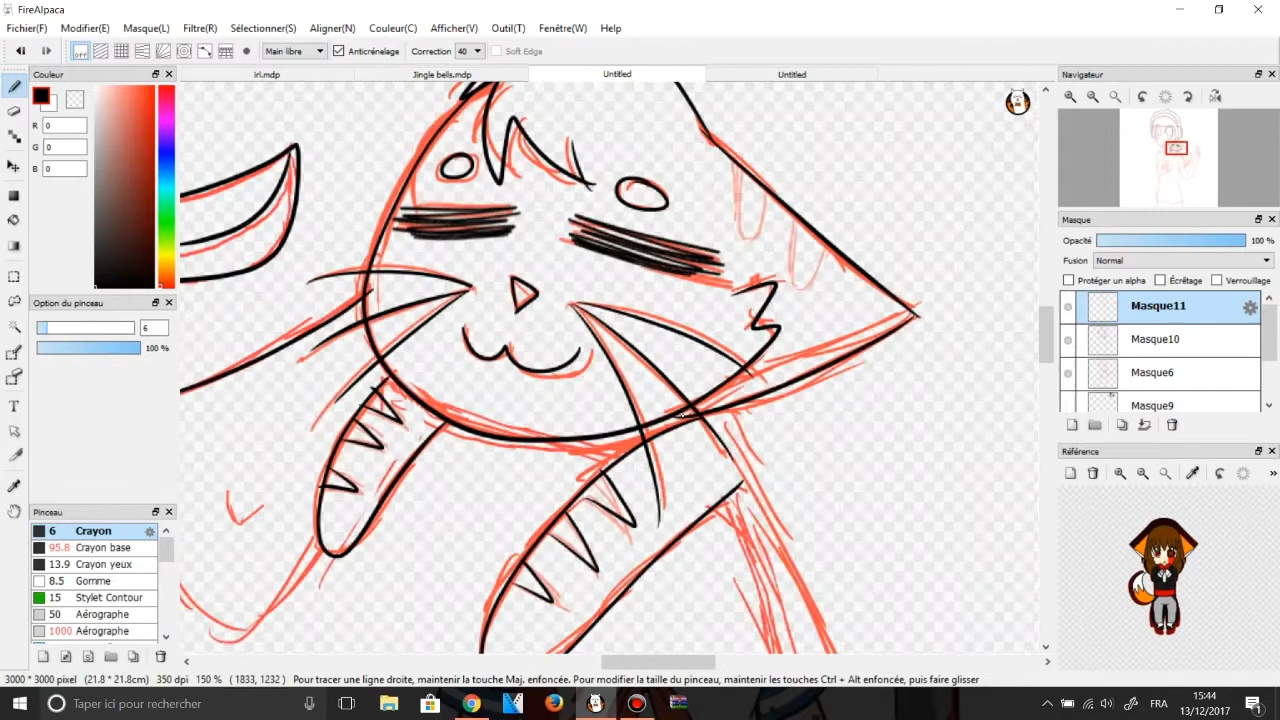 FireAlpaca
Fichier(F) Modifier(E) Masque(L) Filtre(R) Sélectionner(S) Aligner(N) Couleur(C) Afficher(V) Outil(T) Fenêtre(W) Help
off Main libre Anticrénelage Correction 40 Soft Edge
Couleur irl.mdp Jingle bells.mdp Untitled Untitled Navigateur
R 0
G 0
B 0
Masque
Opacité 100 %
Fusion Normal
Protéger un alpha Écrêtage Verrouillage
Masque11
Masque10
Masque6
Masque9
Option du pinceau
6
100 %
Référence
Pinceau
6 Crayon
95.8 Crayon base
13.9 Crayon yeux
8.5 Gomme
15 Stylet Contour
50 Aérographe
1000 Aérographe
3000 * 3000 pixel (21.8 * 21.8cm) 350 dpi 150 % ( 1833, 1232 ) Pour tracer une ligne droite, maintenir la touche Maj. enfoncée. Pour modifier la taille du pinceau, maintenir les touches Ctrl + Alt enfoncée, puis faire glisser
Taper ici pour rechercher
FRA
15:44
13/12/2017